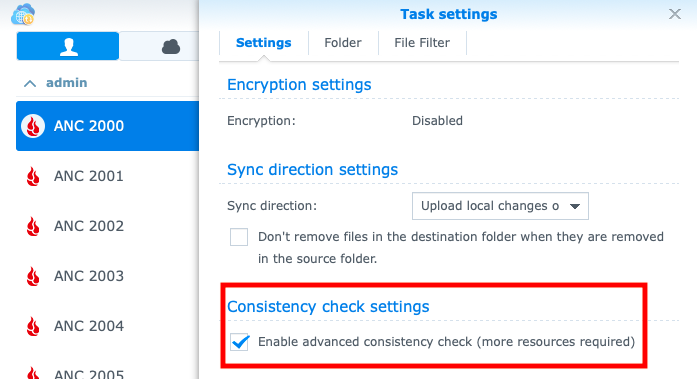 Task settings
Settings
Folder
File Filter
admin
Encryption settings
ANC 2000
Encryption:
Disabled
ANC 2001
Sync direction settings
ANC 2002
Sync direction:
Upload local changes o
Don't remove files in the destination folder when they are removed
in the source folder.
ANC 2003
Consistency check settings
ANC 2004
Enable advanced consistency check (more resources required)
ANC 2005